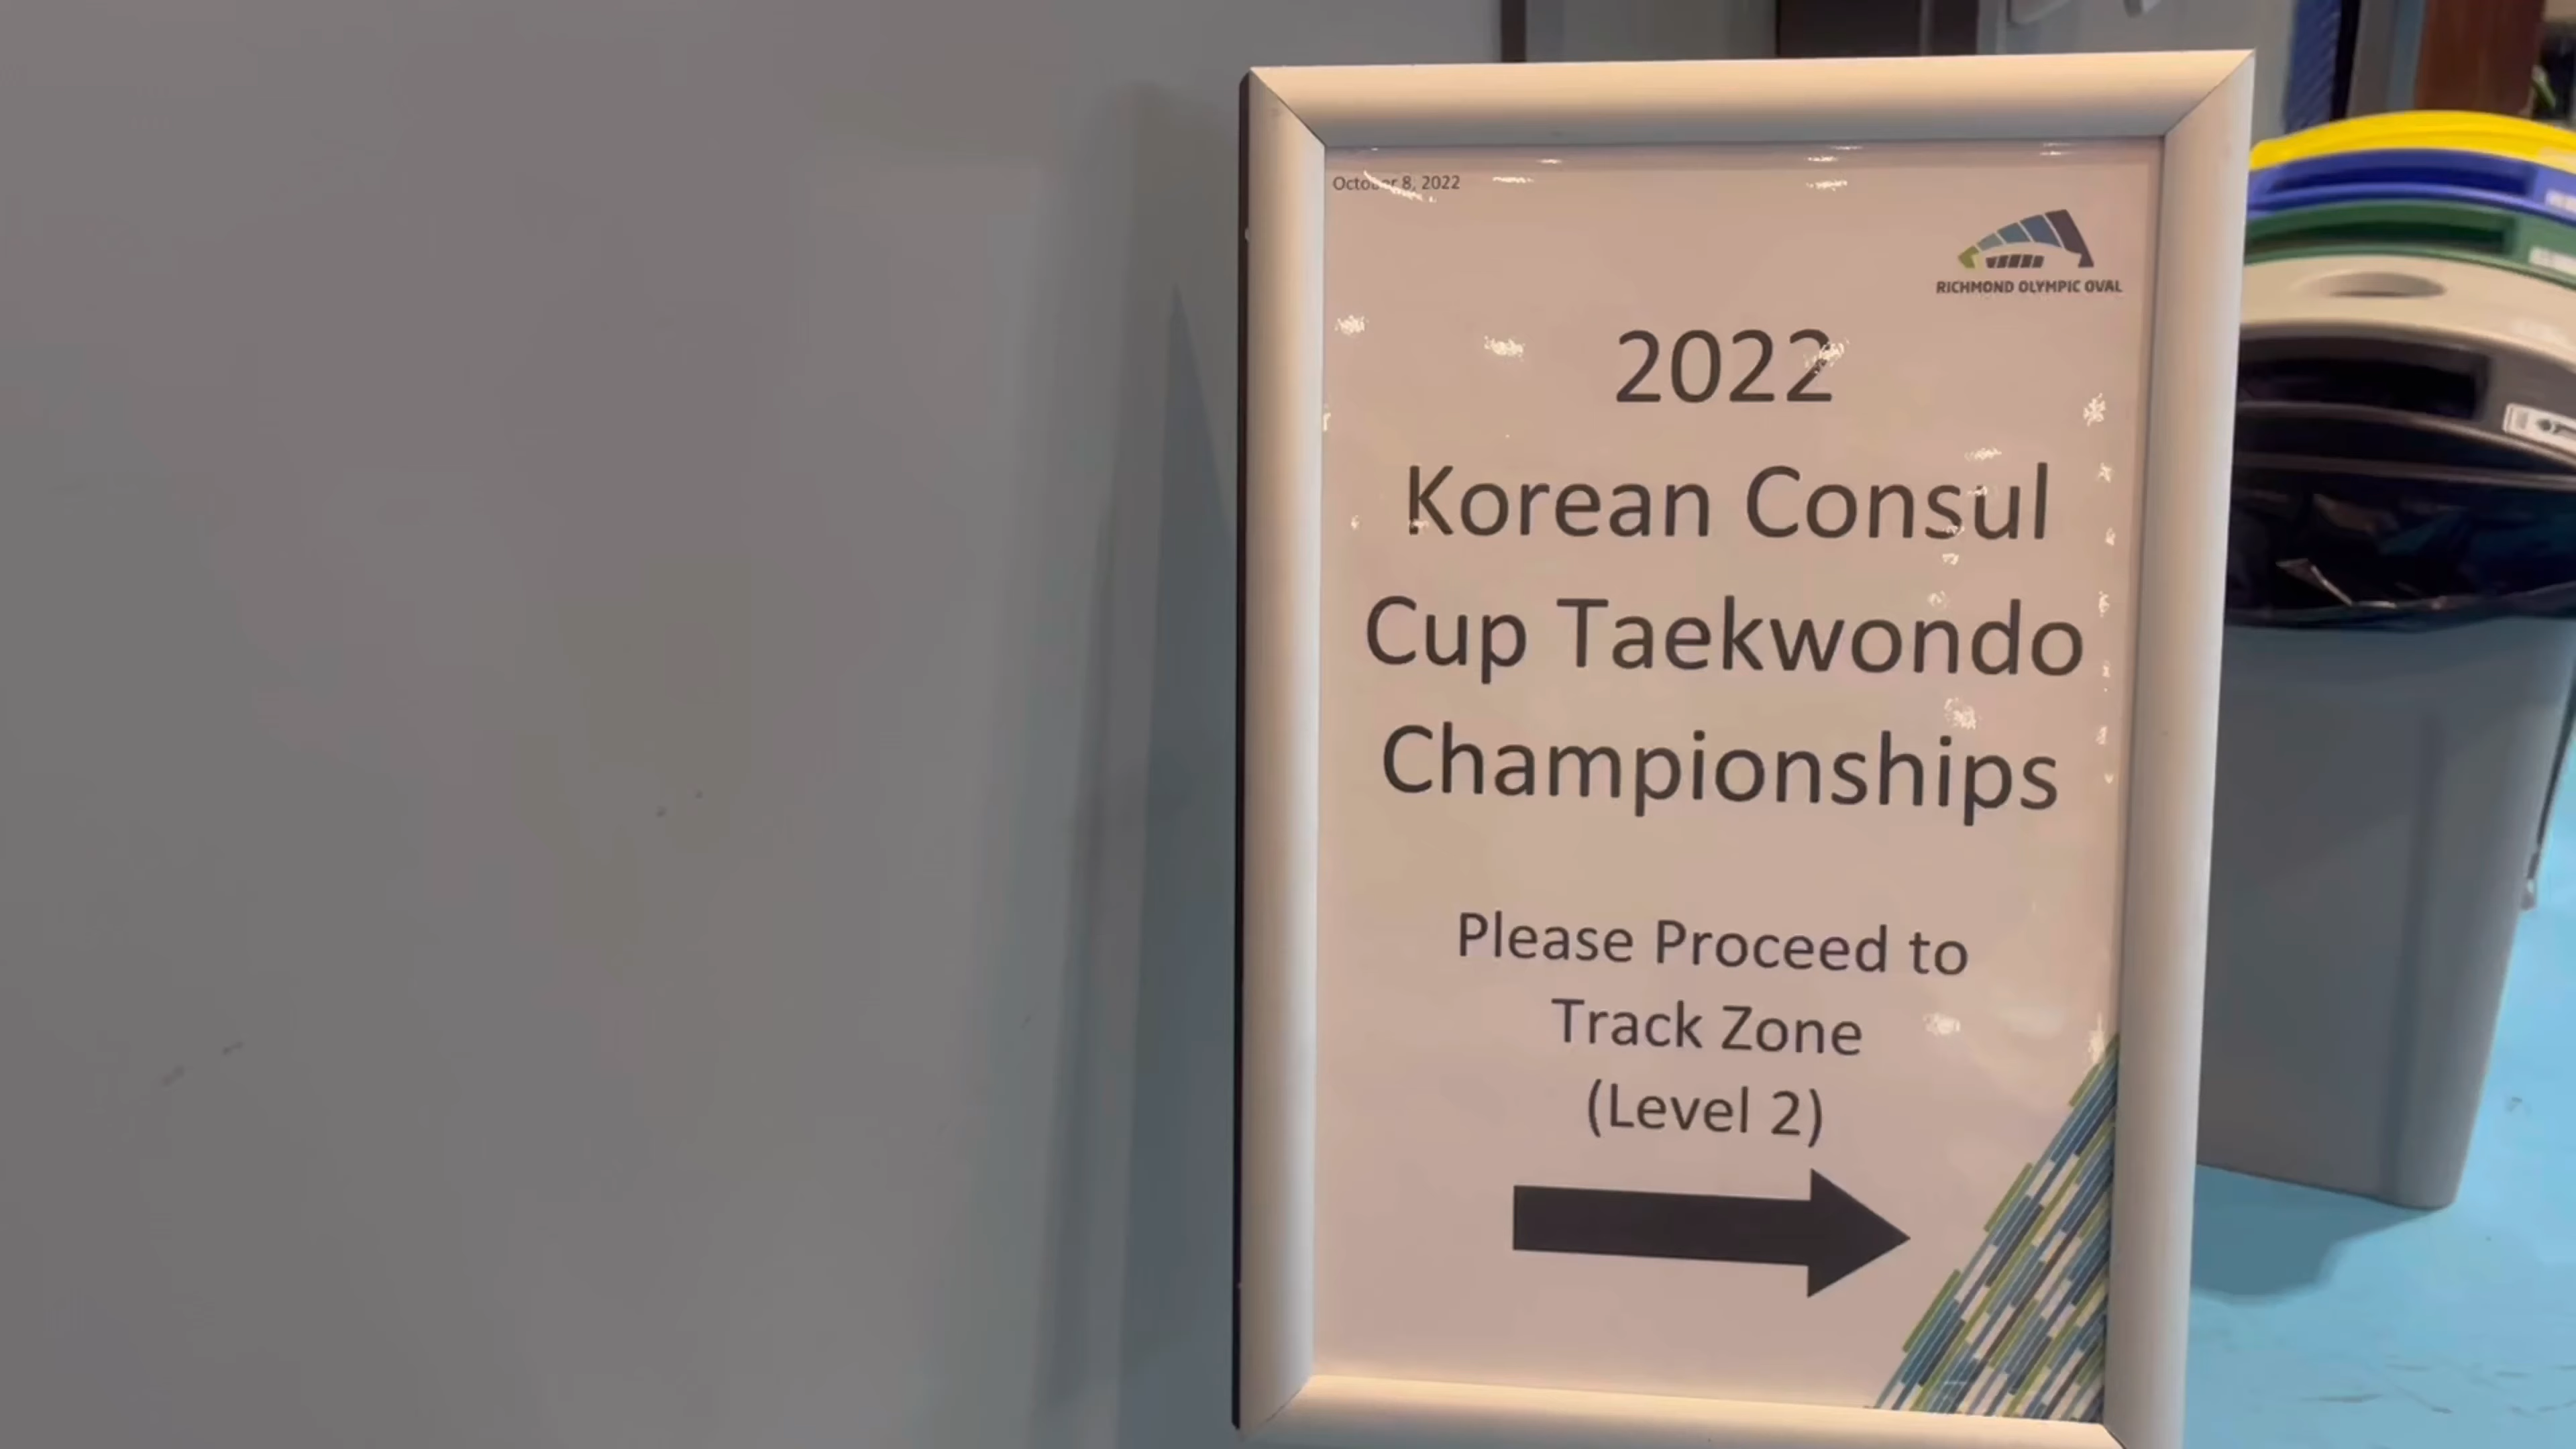 October 8, 2022
RICHMOND OLYMPIC OVAL
2022
Korean Consul
Cup Taekwondo
Championships
Please Proceed to
Track Zone
(Level 2)